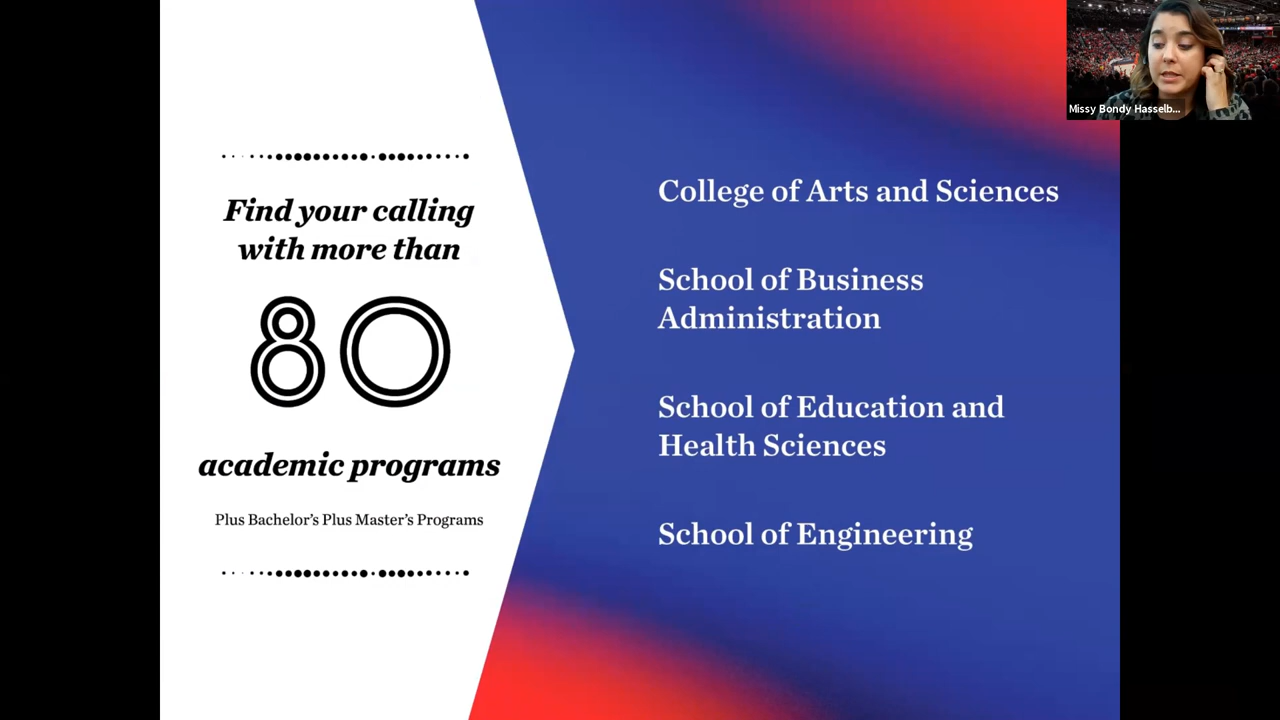 Find your calling
with more than
80
academic programs
Plus Bachelor’s Plus Master’s Programs
College of Arts and Sciences
School of Business
Administration
School of Education and
Health Sciences
School of Engineering
Missy Bondy Hasselb...